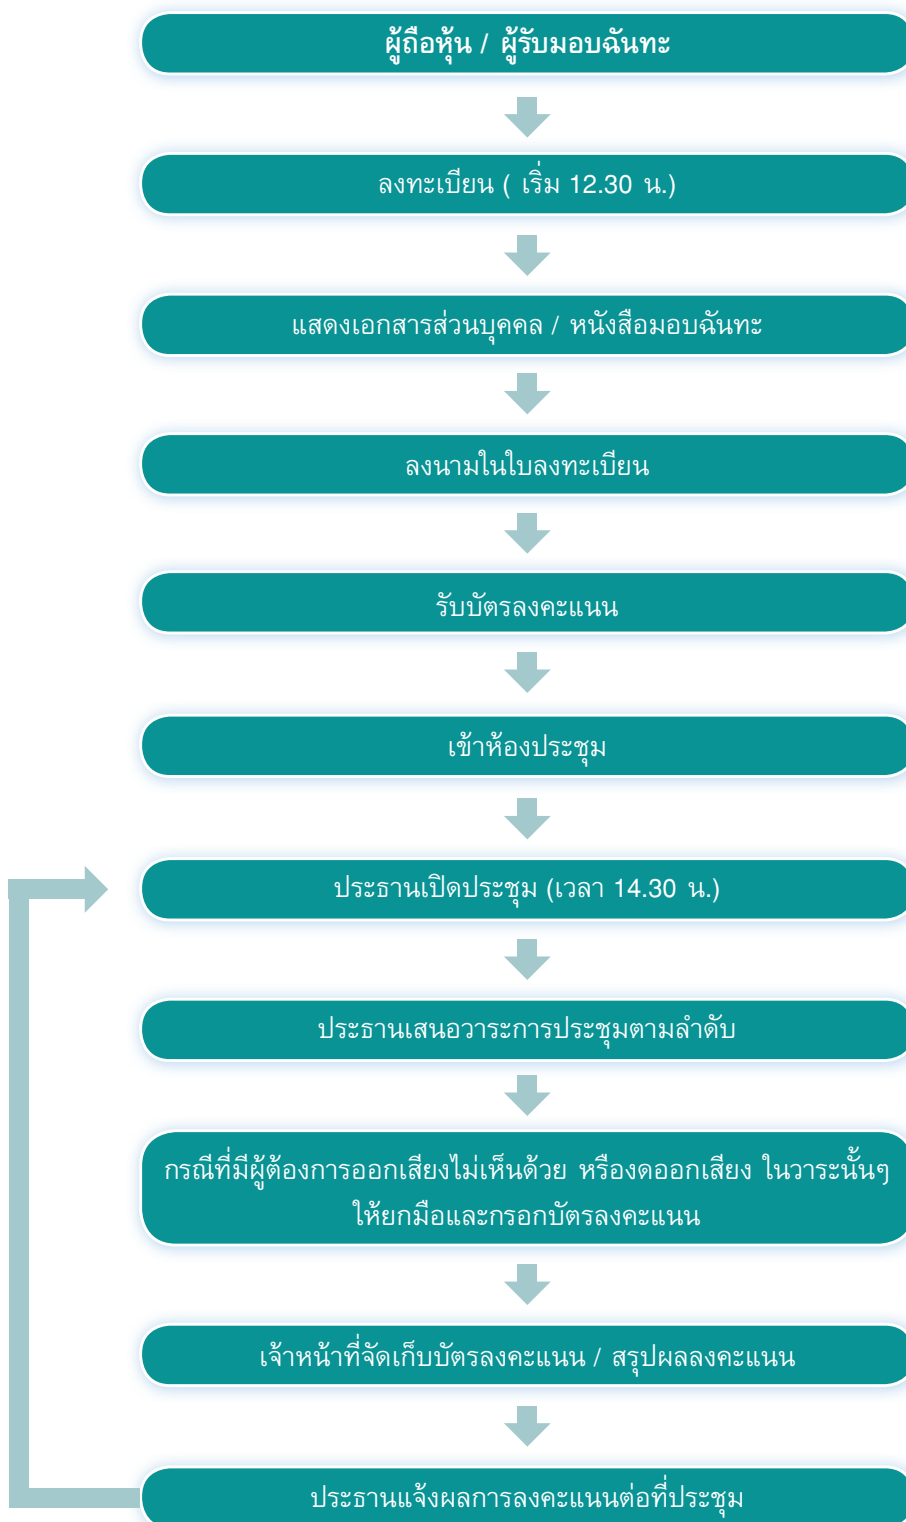 ผู้ถือหุ้น / ผู้รับมอบฉันทะ
ลงทะเบียน ( เริ่ม 12.30 น.)
แสดงเอกสารส่วนบุคคล / หนังสือมอบฉันทะ
ลงนามในใบลงทะเบียน
รับบัตรลงคะแนน
เข้าห้องประชุม
ประธานเปิดประชุม (เวลา 14.30 น.)
ประธานเสนอวาระการประชุมตามลำดับ
กรณีที่มีผู้ต้องการออกเสียงไม่เห็นด้วย หรืองดออกเสียง ในวาระนั้นๆ
ให้ยกมือและกรอกบัตรลงคะแนน
เจ้าหน้าที่จัดเก็บบัตรลงคะแนน / สรุปผลลงคะแนน
ประธานแจ้งผลการลงคะแนนต่อที่ประชุม